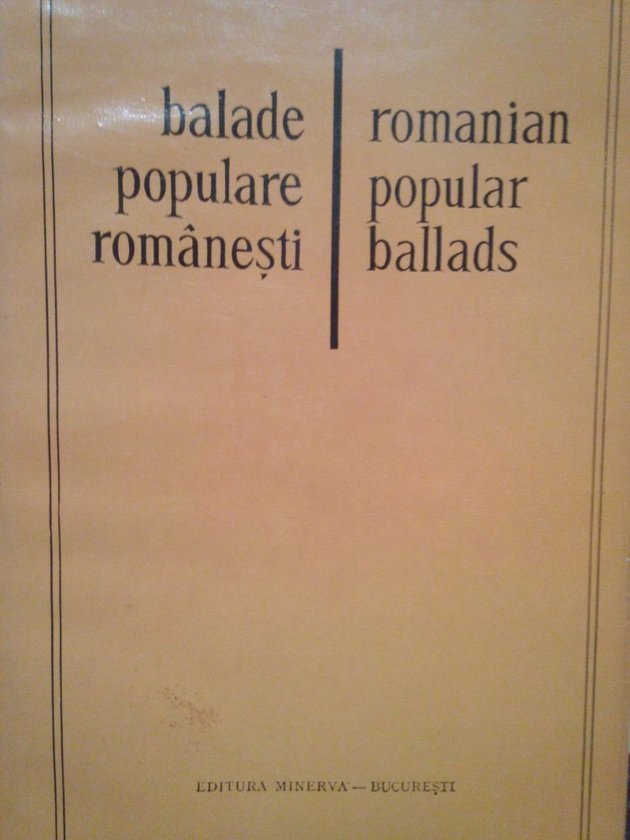 balade
populare
românești
romanian
popular
ballads
EDITURA MINERVA — BUCUREȘTI